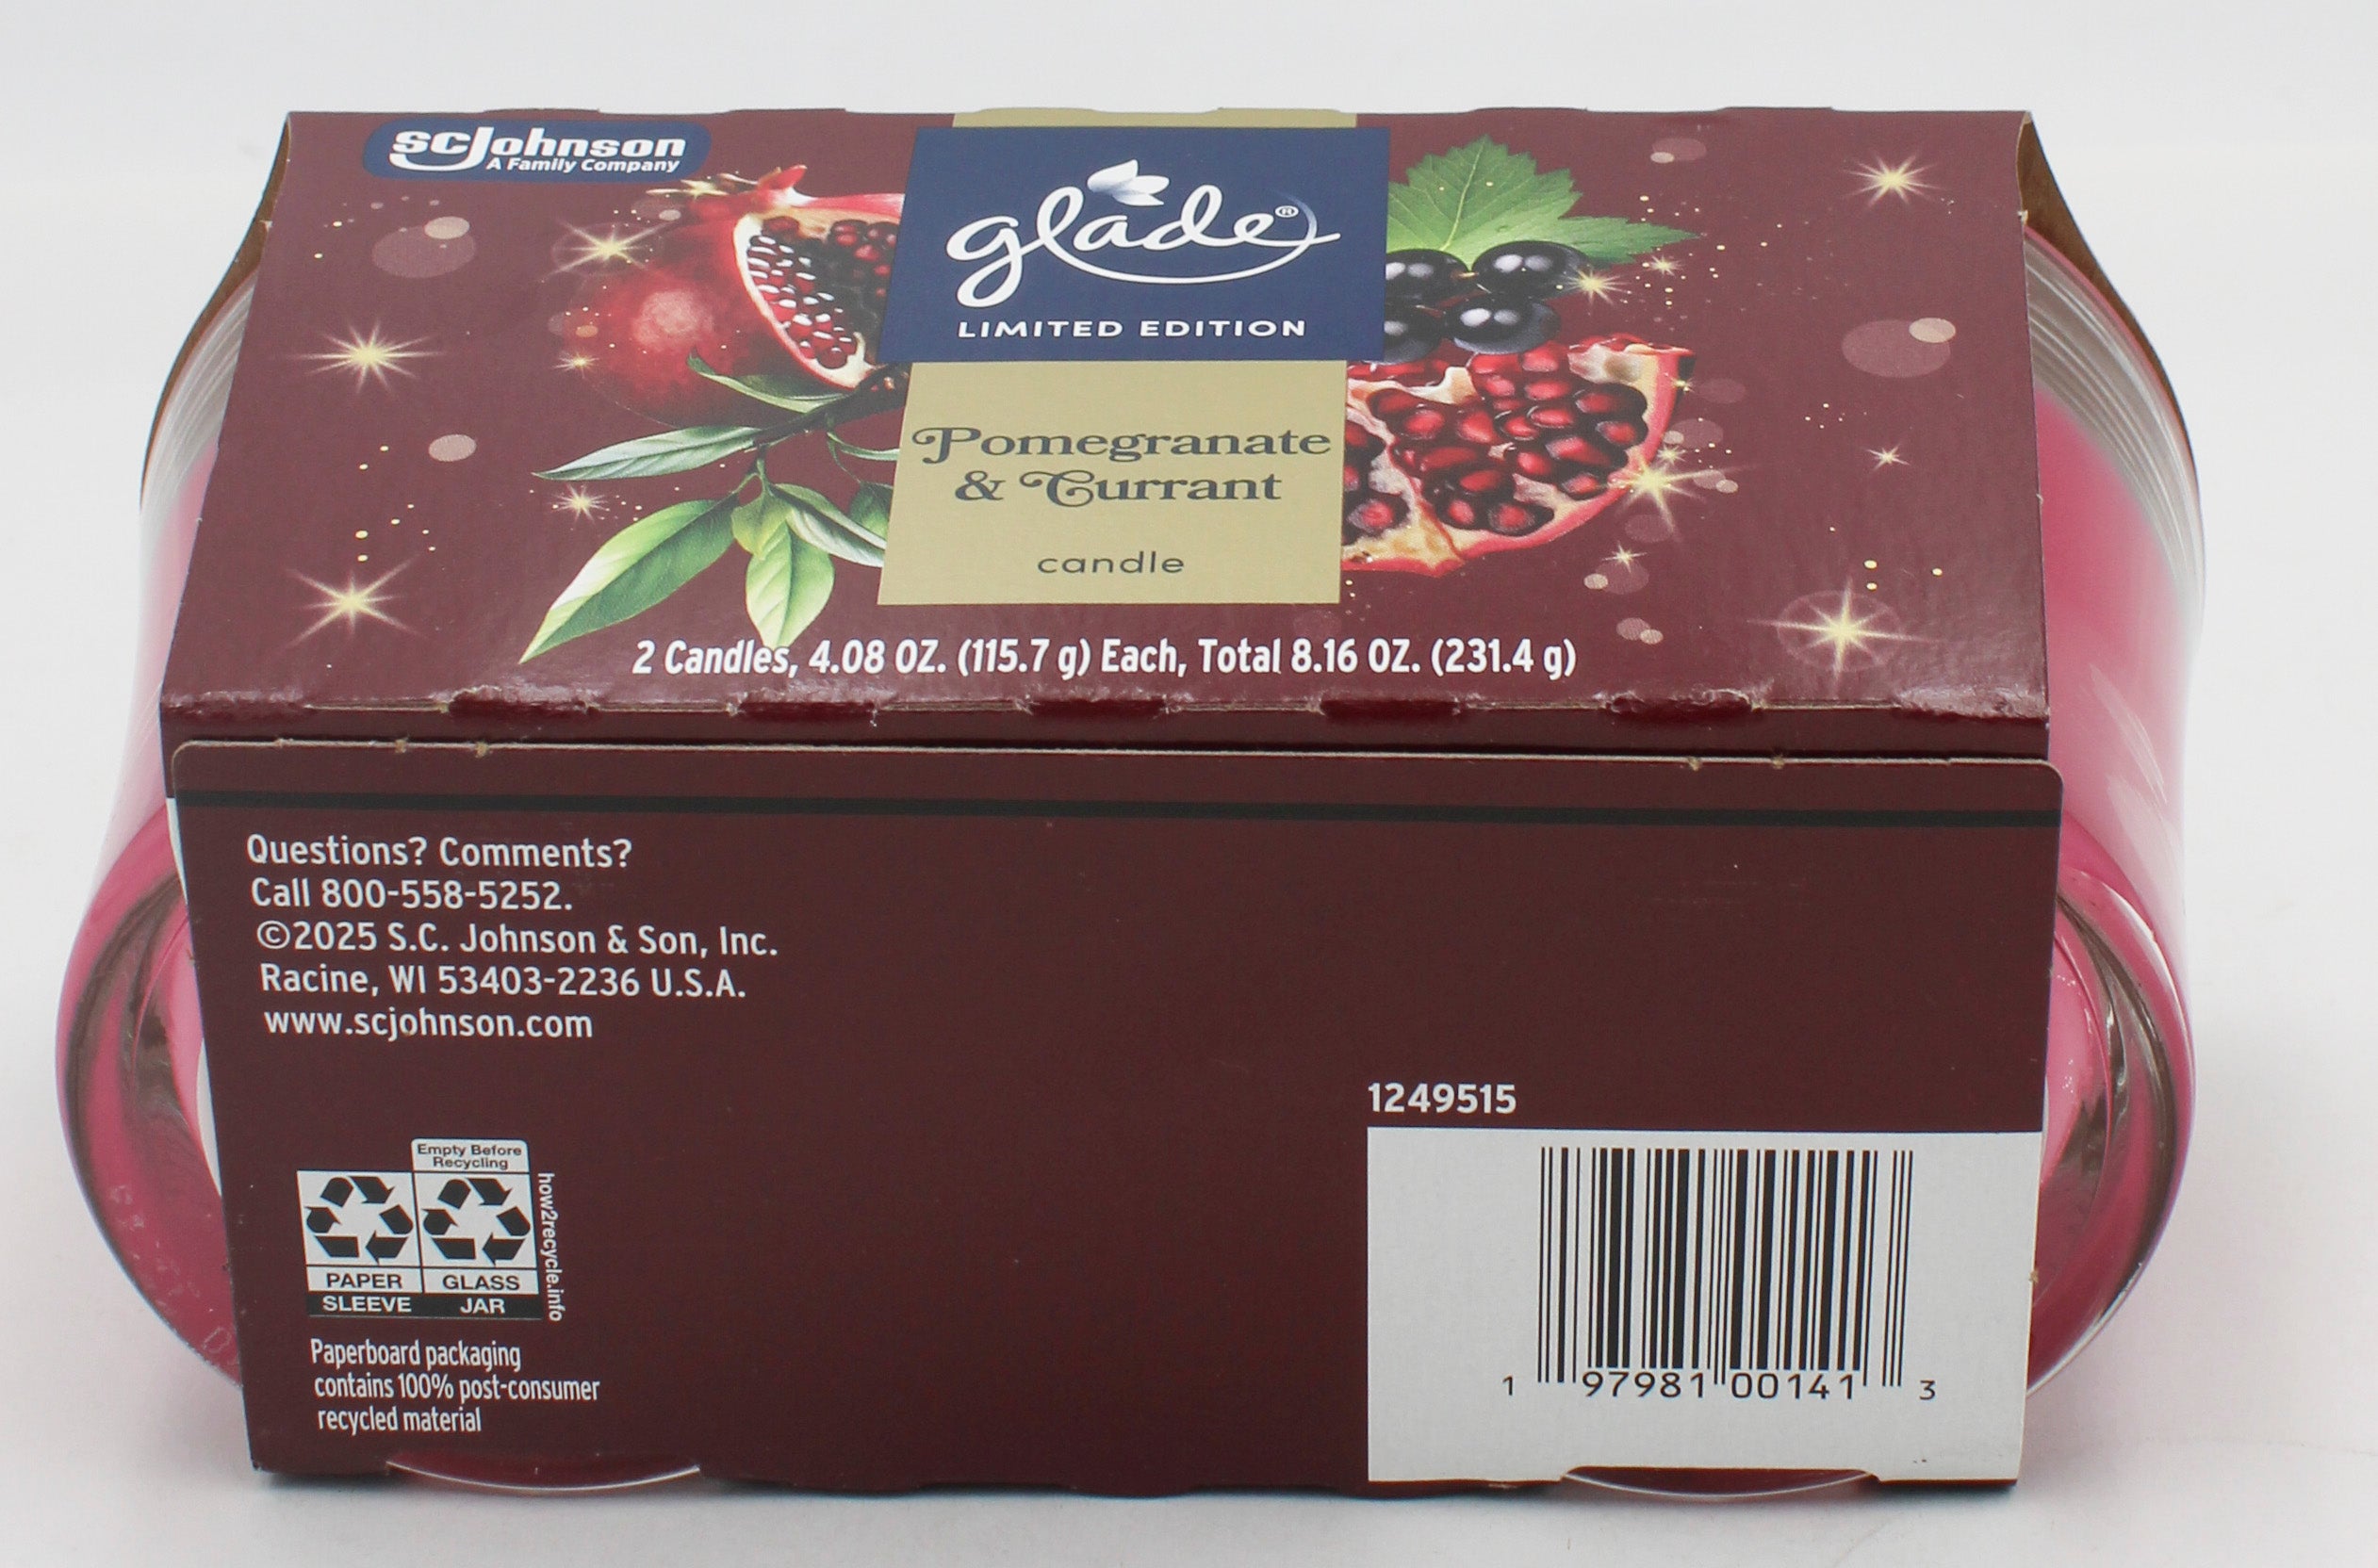 SCJohnson
A Family Company
glade®
LIMITED EDITION
Pomegranate
& Currant
candle
2 Candles, 4.08 OZ. (115.7 g) Each, Total 8.16 OZ. (231.4 g)
Questions? Comments?
Call 800-558-5252.
©2025 S.C. Johnson & Son, Inc.
Racine, WI 53403-2236 U.S.A.
www.scjohnson.com
Empty Before
Recycling
PAPER GLASS
SLEEVE JAR
how2recycle.info
Paperboard packaging
contains 100% post-consumer
recycled material
1249515
1 97981 00141 3